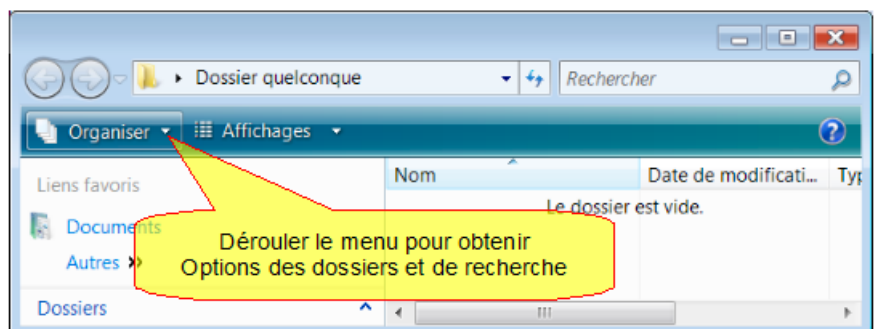 Dossier quelconque
Rechercher
Organiser Affichages
Liens favoris
Nom Date de modificati... Typ
Le dossier est vide.
Documents
Autres »
Dérouler le menu pour obtenir
Options des dossiers et de recherche
Dossiers